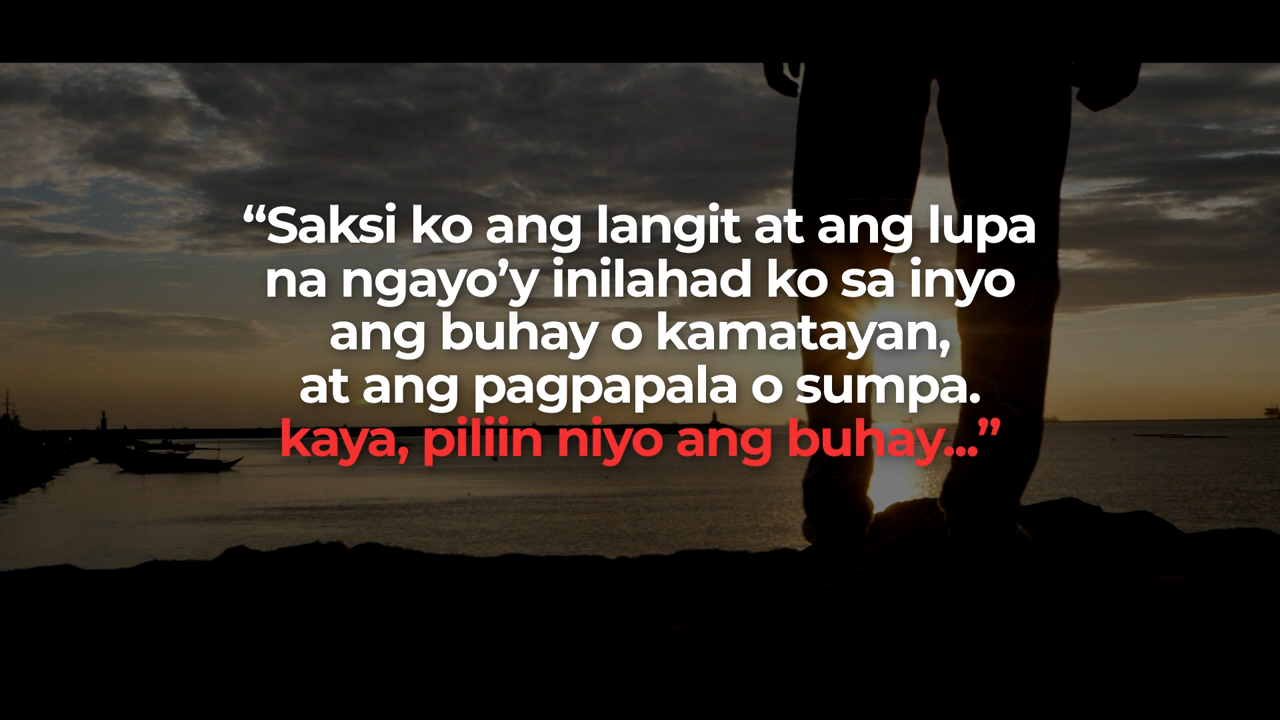 “Saksi ko ang langit at ang lupa
na ngayo’y inilahad ko sa inyo
ang buhay o kamatayan,
at ang pagpapala o sumpa.
kaya, piliin niyo ang buhay...”